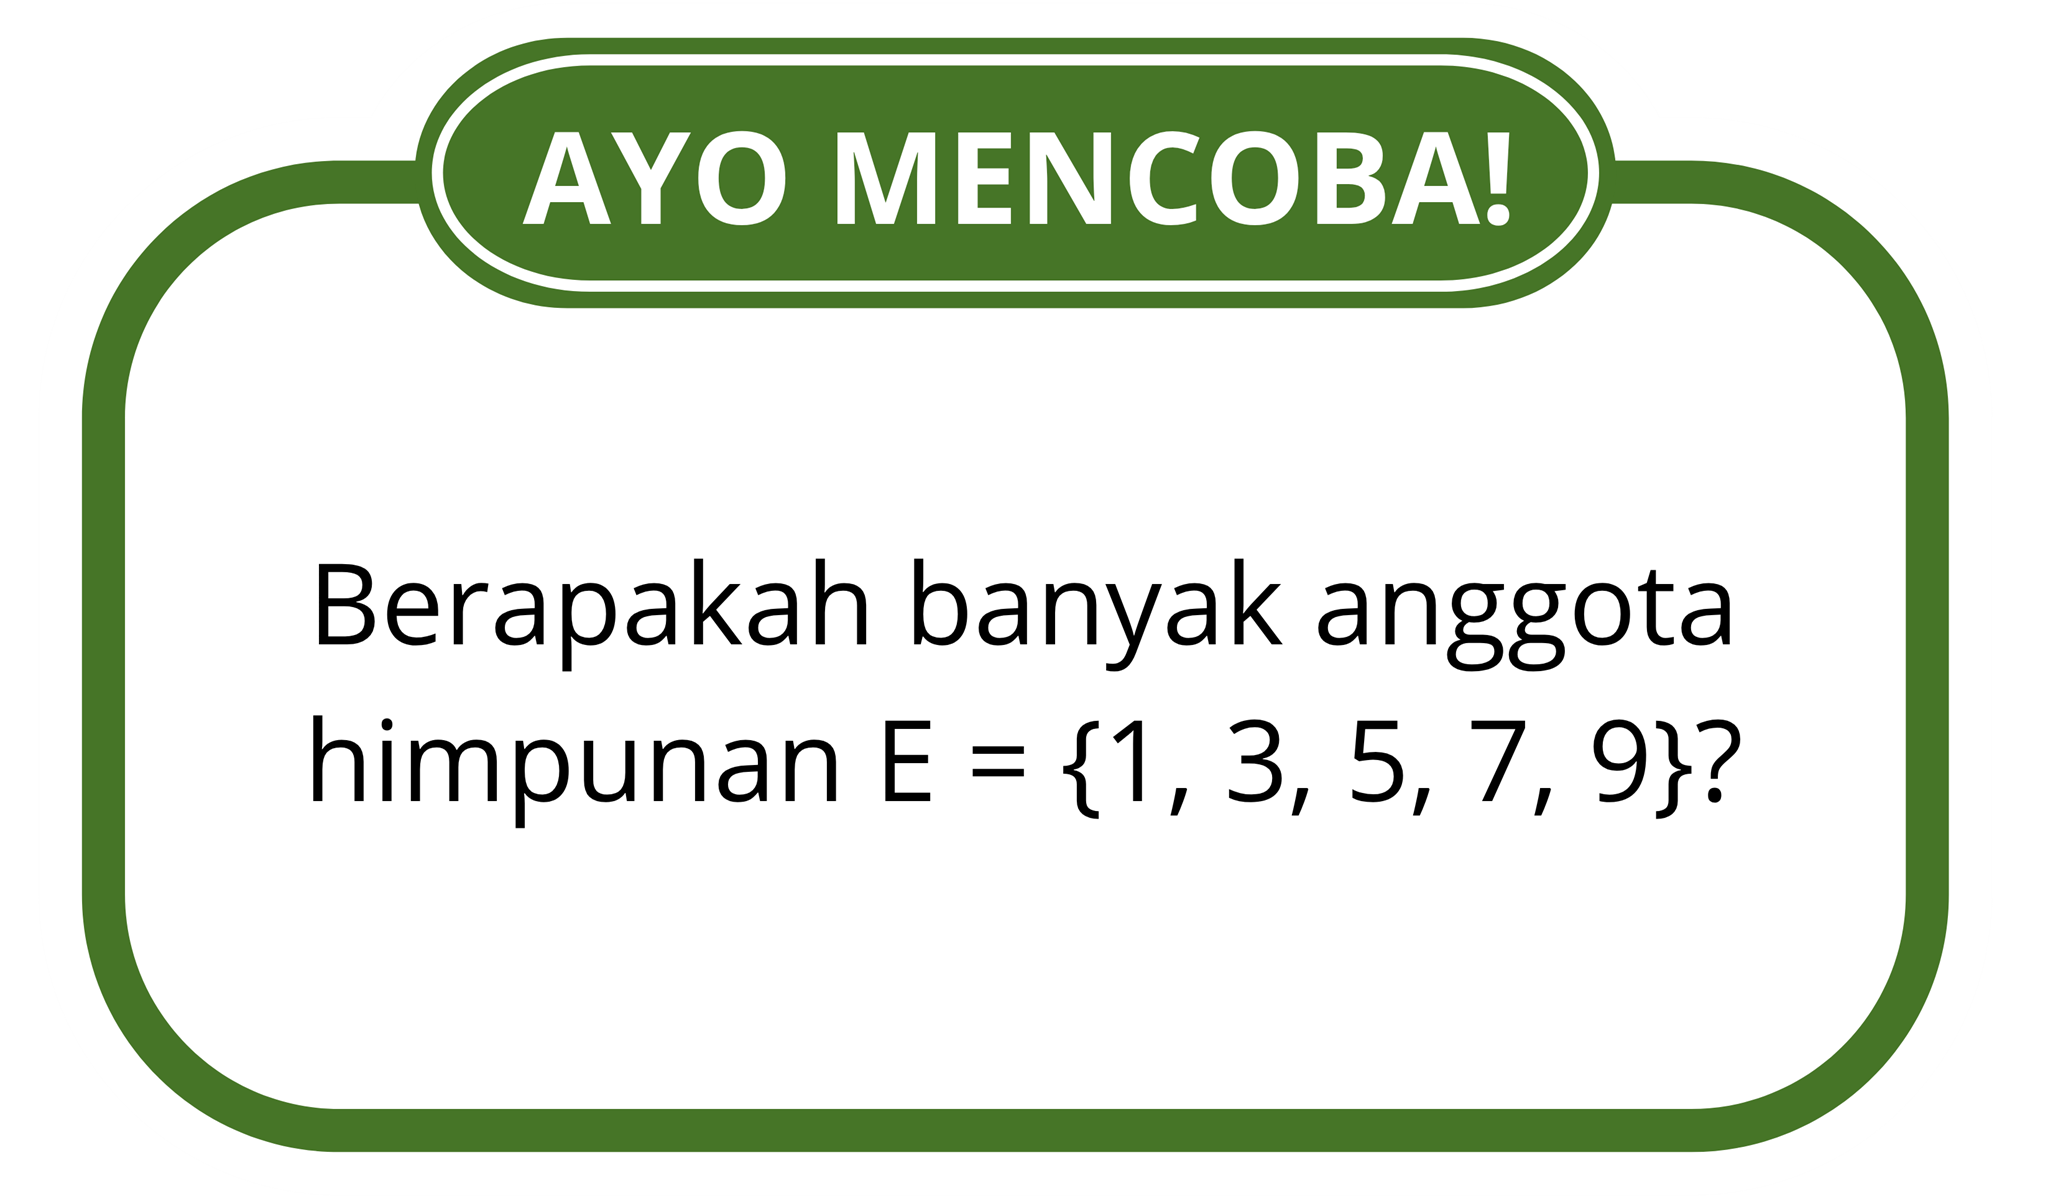 AYO MENCOBA!
Berapakah banyak anggota
himpunan E = {1, 3, 5, 7, 9}?